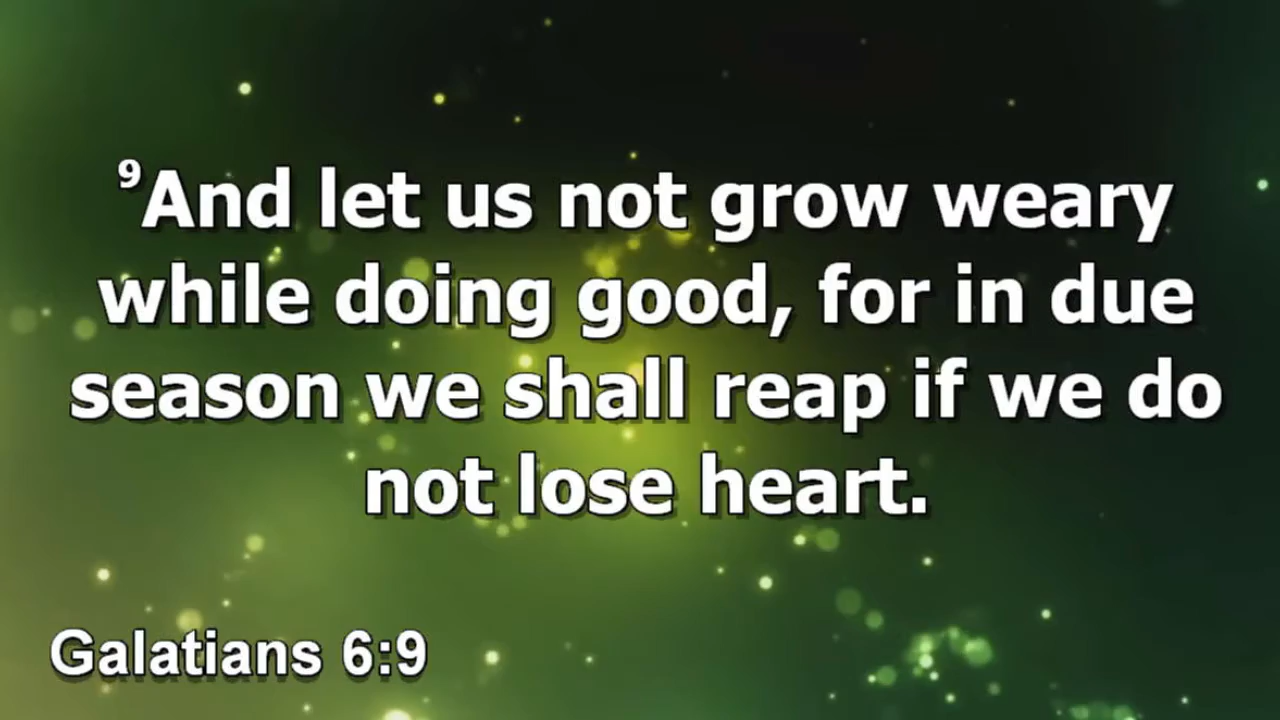 ⁹And let us not grow weary
while doing good, for in due
season we shall reap if we do
not lose heart.
Galatians 6:9